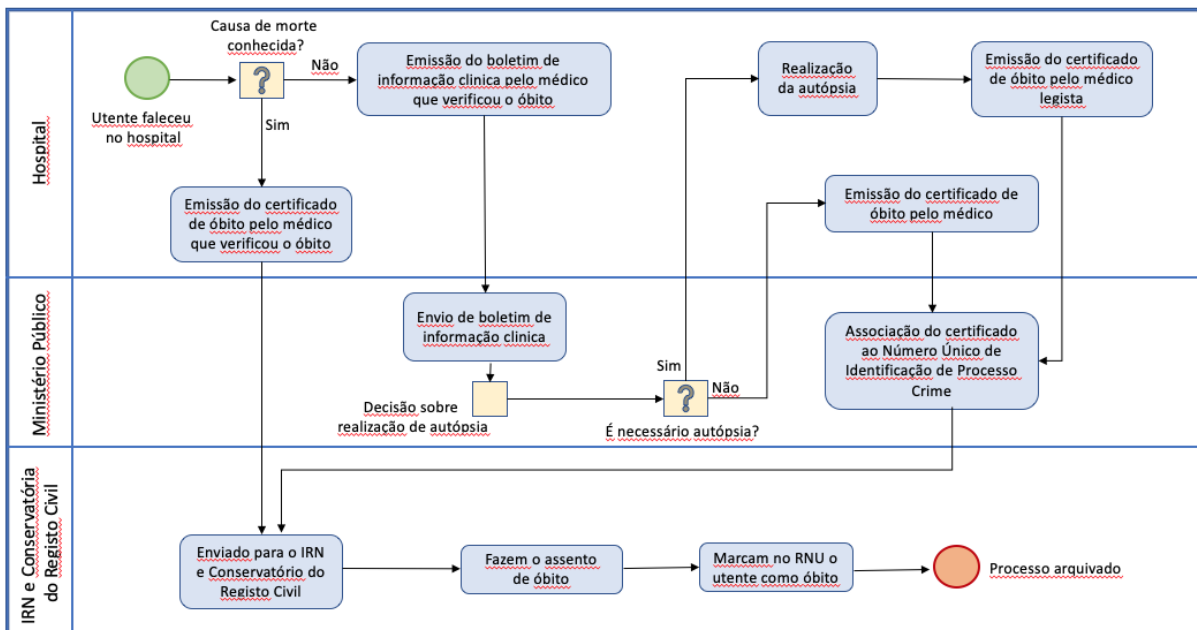 Hospital
Causa de morte
conhecida?
Não
Sim
Utente faleceu
no hospital
Emissão do boletim de
informação clinica pelo médico
que verificou o óbito
Realização
da autópsia
Emissão do certificado
de óbito pelo médico
legista
Emissão do certificado
de óbito pelo médico
que verificou o óbito
Emissão do certificado de
óbito pelo médico
Ministério Público
Envio de boletim de
informação clinica
Decisão sobre
realização de autópsia
Sim
Não
É necessário autópsia?
Associação do certificado
ao Número Único de
Identificação de Processo
Crime
IRN e Conservatória
do Registo Civil
Enviado para o IRN
e Conservatório do
Registo Civil
Fazem o assento
de óbito
Marcam no RNU o
utente como óbito
Processo arquivado